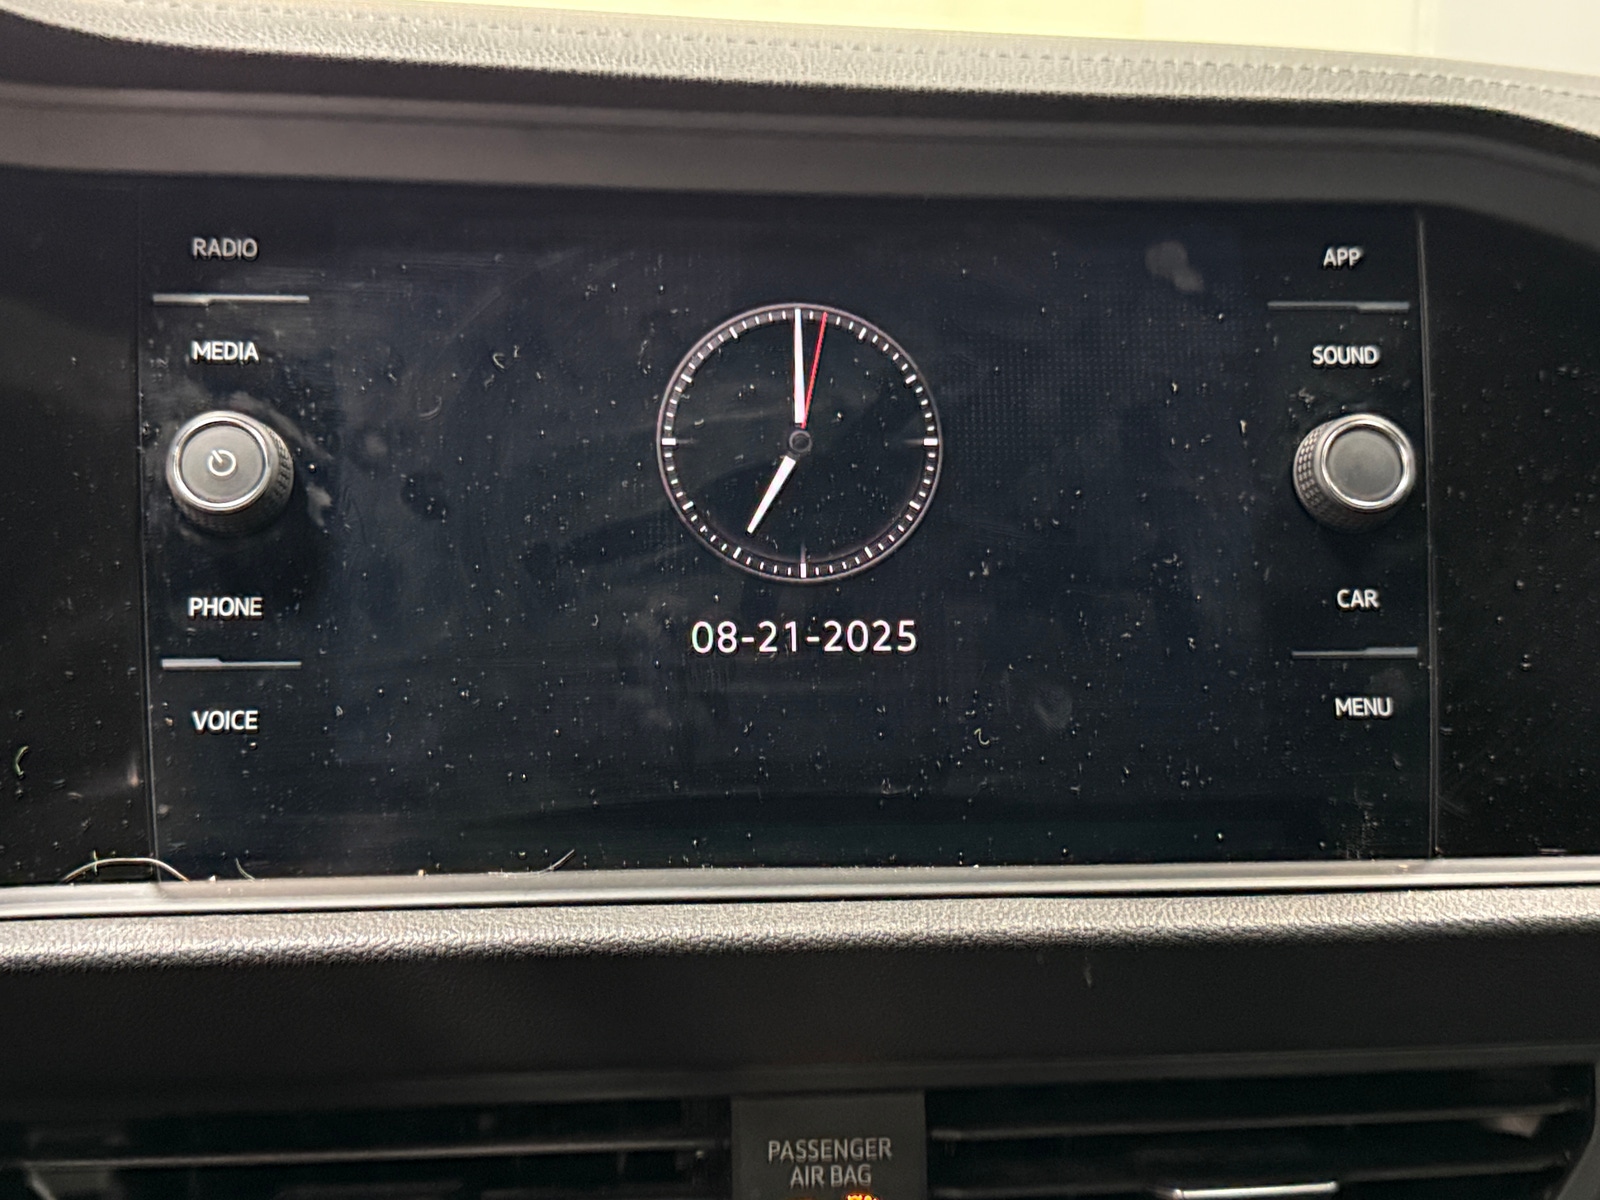 RADIO
MEDIA
PHONE
VOICE
08-21-2025
APP
SOUND
CAR
MENU
PASSENGER
AIR BAG